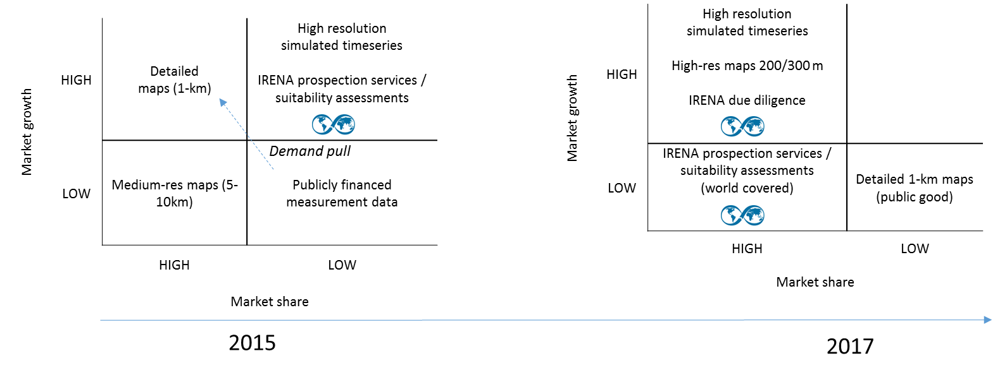 High resolution
simulated timeseries
Detailed
maps (1-km)
HIGH
IRENA prospection services /
suitability assessments
Market growth
Demand pull
LOW
Medium-res maps (5-
10km)
Publicly financed
measurement data
HIGH
LOW
Market share
2015
High resolution
simulated timeseries
High-res maps 200/300 m
HIGH
IRENA due diligence
Market growth
IRENA prospection services /
suitability assessments
(world covered)
LOW
Detailed 1-km maps
(public good)
HIGH
LOW
Market share
2017